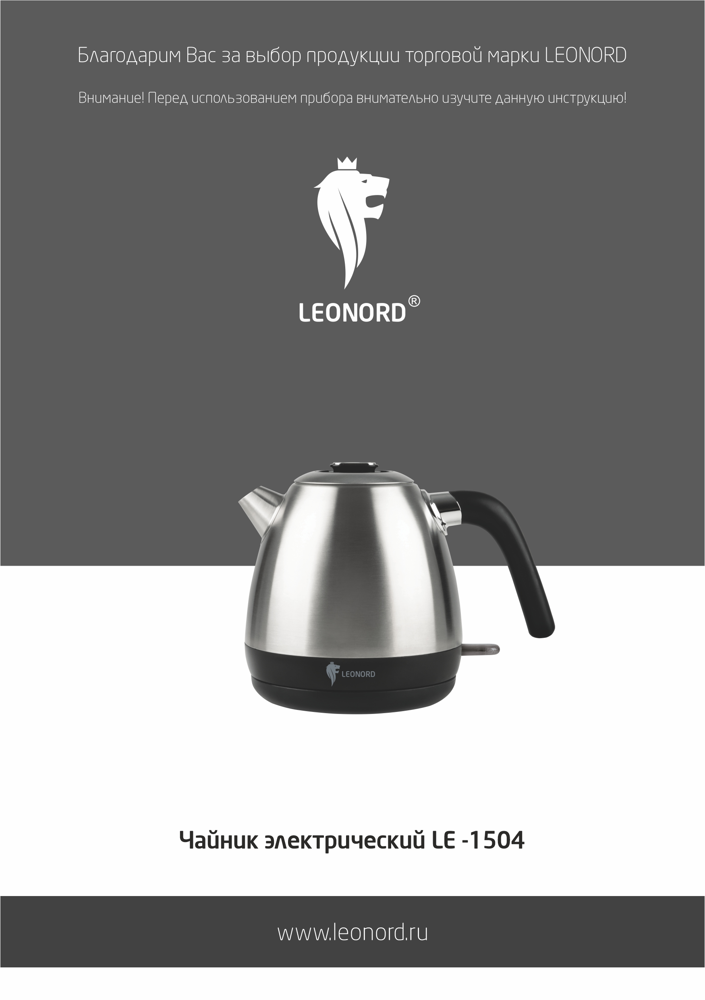 Благодарим Вас за выбор продукции торговой марки LEONORD
Внимание! Перед использованием прибора внимательно изучите данную инструкцию!
LEONORD®
LEONORD
Чайник электрический LE -1504
www.leonord.ru